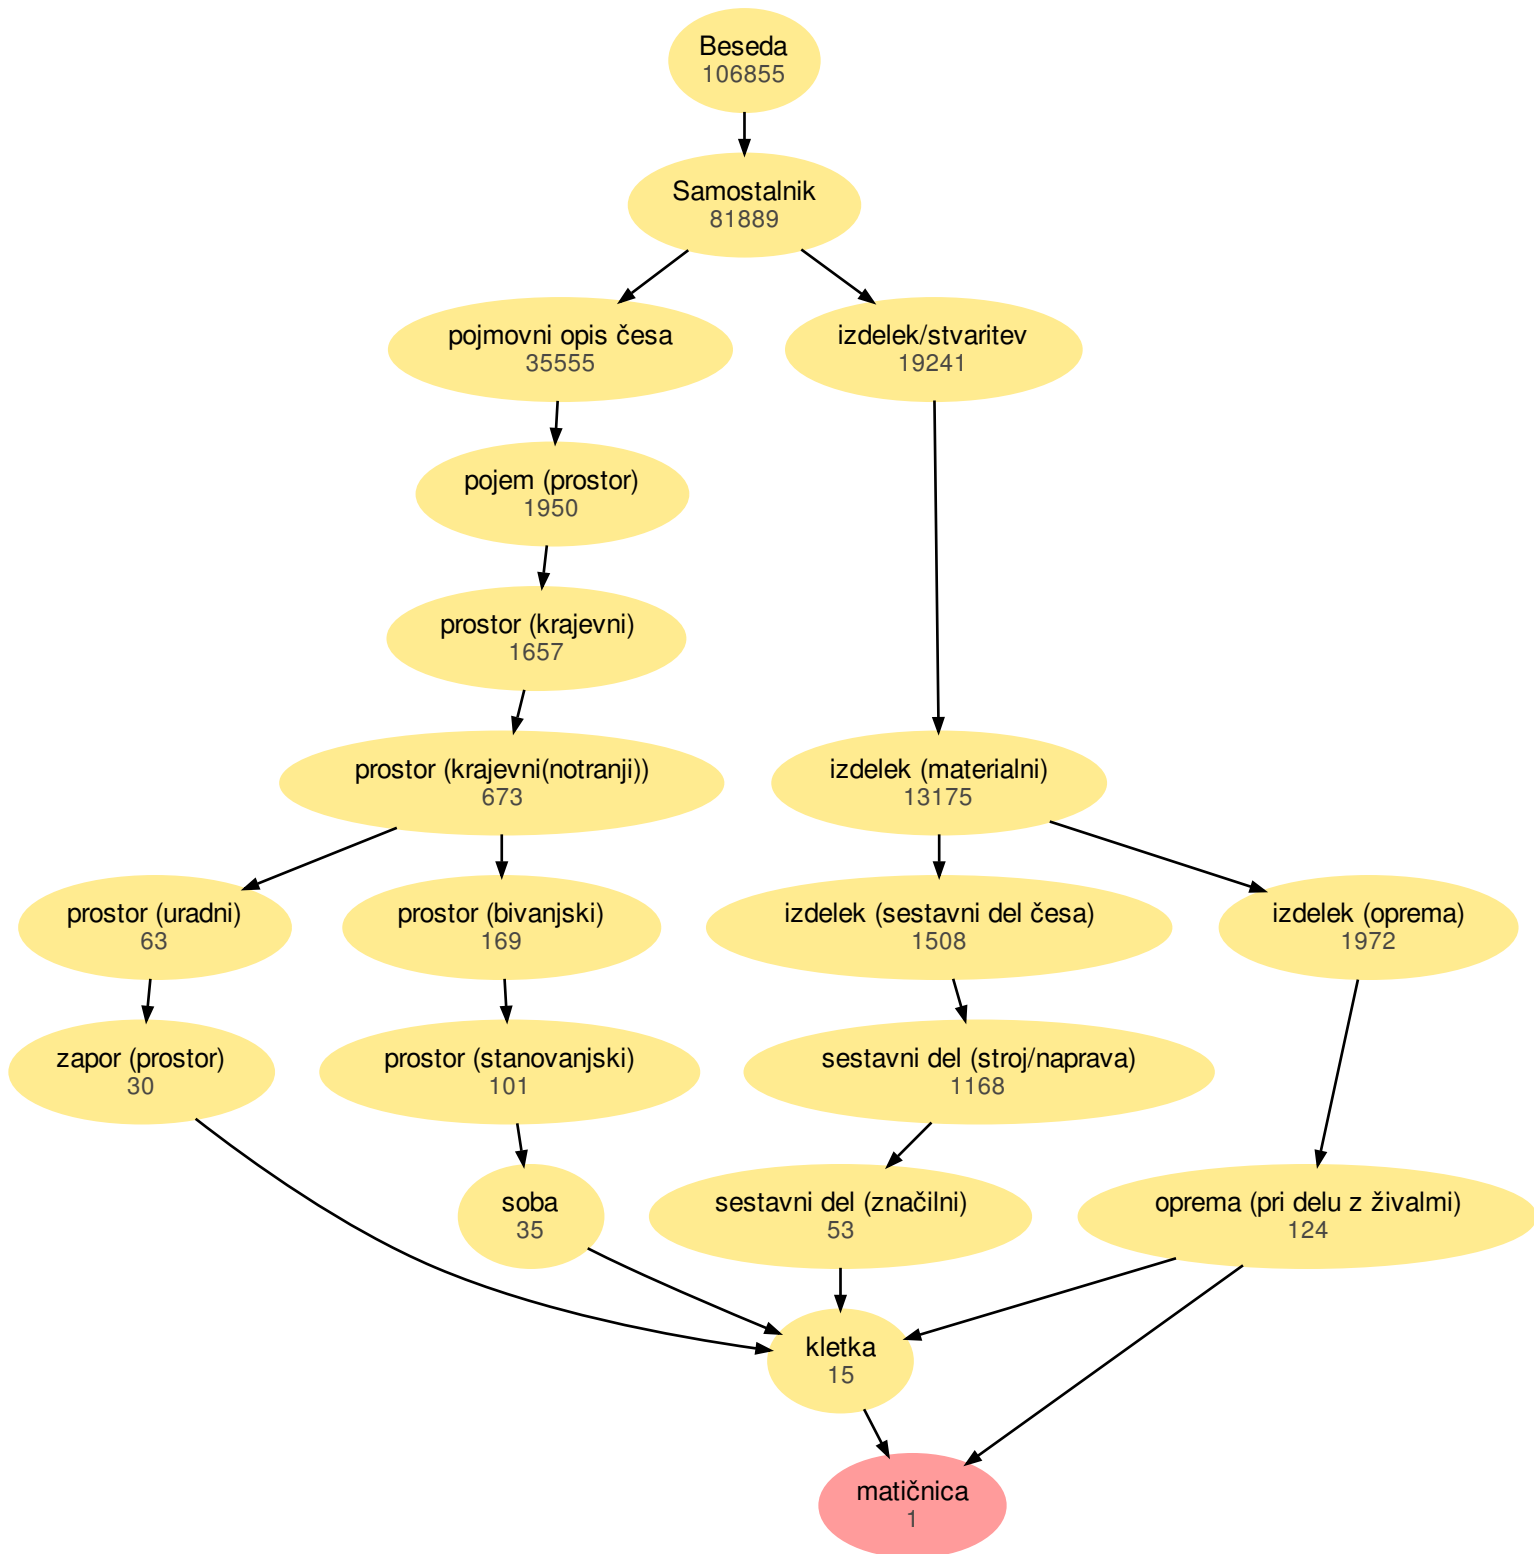 Beseda
106855
Samostalnik
81889
pojmovni opis česa
35555
izdelek/stvaritev
19241
pojem (prostor)
1950
prostor (krajevni)
1657
prostor (krajevni(notranji))
673
izdelek (materialni)
13175
prostor (uradni)
63
prostor (bivanjski)
169
izdelek (sestavni del česa)
1508
izdelek (oprema)
1972
zapor (prostor)
30
prostor (stanovanjski)
101
sestavni del (stroj/naprava)
1168
soba
35
sestavni del (značilni)
53
oprema (pri delu z živalmi)
124
kletka
15
matičnica
1